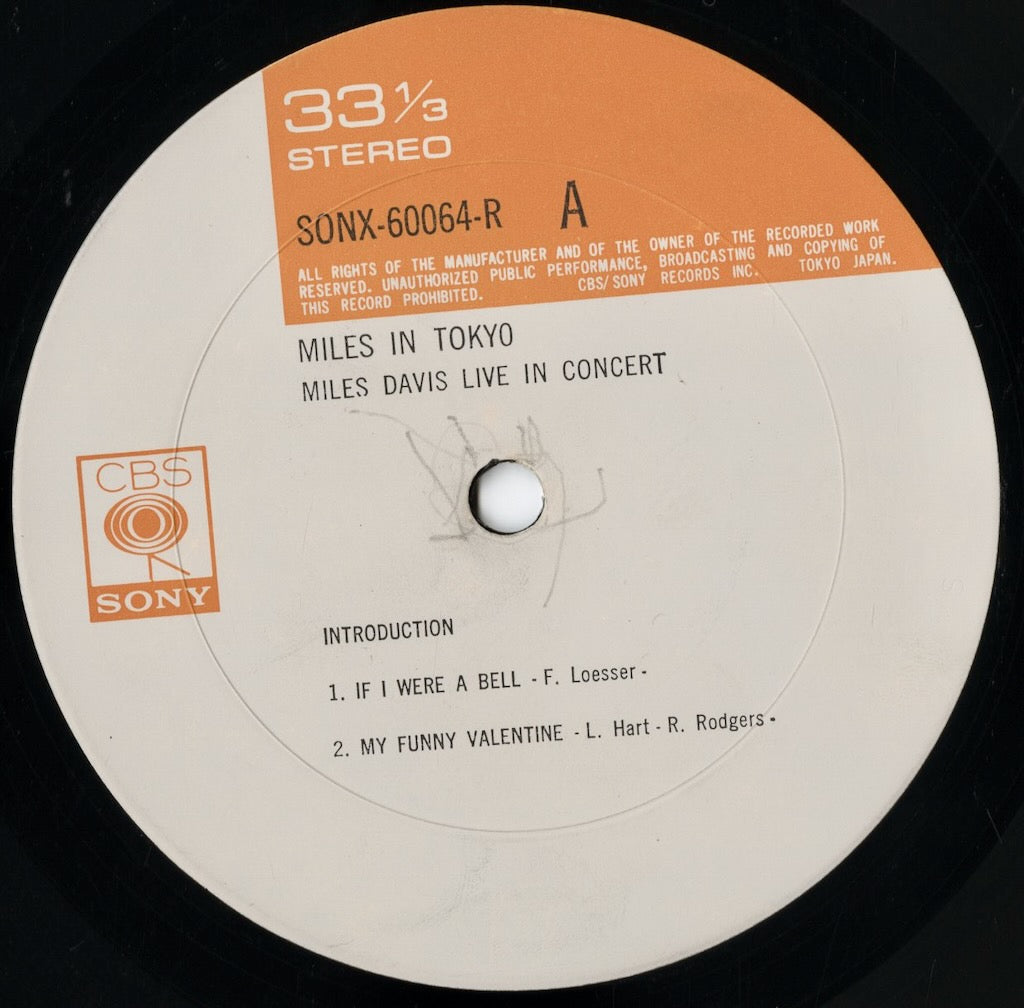 33 1/3
STEREO
SONX-60064-R A
ALL RIGHTS OF THE MANUFACTURER AND OF THE OWNER OF THE RECORDED WORK
RESERVED. UNAUTHORIZED PUBLIC PERFORMANCE, BROADCASTING AND COPYING OF
THIS RECORD PROHIBITED. CBS/SONY RECORDS INC. TOKYO JAPAN.
MILES IN TOKYO
MILES DAVIS LIVE IN CONCERT
CBS
SONY
INTRODUCTION
1. IF I WERE A BELL - F. Loesser -
2. MY FUNNY VALENTINE - L. Hart - R. Rodgers -